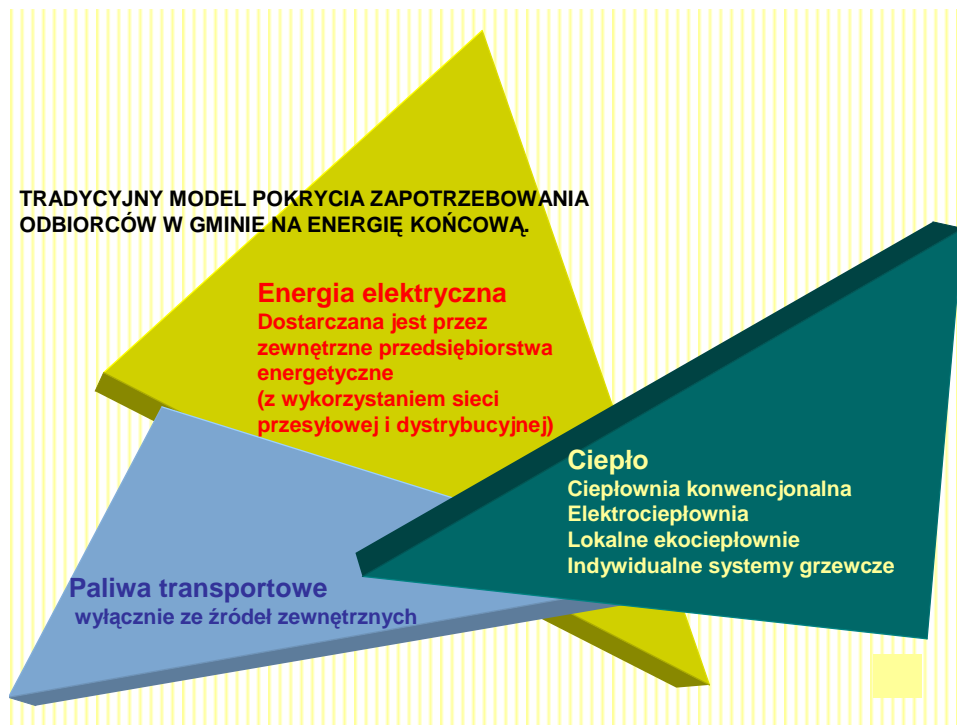 TRADYCYJNY MODEL POKRYCIA ZAPOTRZEBOWANIA
ODBIORCÓW W GMINIE NA ENERGIĘ KOŃCOWĄ.
Energia elektryczna
Dostarczana jest przez
zewnętrzne przedsiębiorstwa
energetyczne
(z wykorzystaniem sieci
przesyłowej i dystrybucyjnej)
Ciepło
Ciepłownia konwencjonalna
Elektrociepłownia
Lokalne ekociepłownie
Indywidualne systemy grzewcze
Paliwa transportowe
wyłącznie ze źródeł zewnętrznych